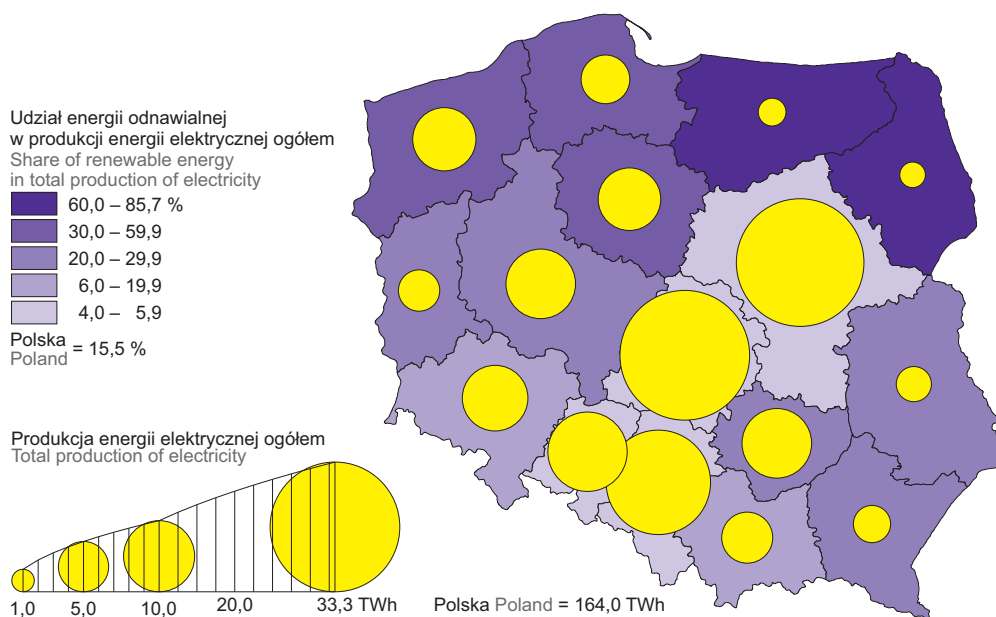 Udział energii odnawialnej
w produkcji energii elektrycznej ogółem
Share of renewable energy
in total production of electricity
60,0 – 85,7 %
30,0 – 59,9
20,0 – 29,9
6,0 – 19,9
4,0 – 5,9
Polska
Poland = 15,5 %
Produkcja energii elektrycznej ogółem
Total production of electricity
1,0 5,0 10,0 20,0 33,3 TWh
Polska Poland = 164,0 TWh